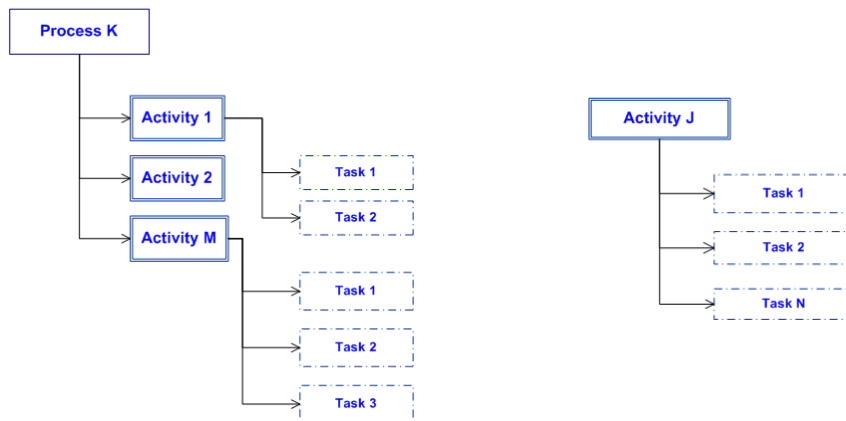 Process K
Activity 1
Activity 2
Activity M
Task 1
Task 2
Task 1
Task 2
Task 3
Activity J
Task 1
Task 2
Task N